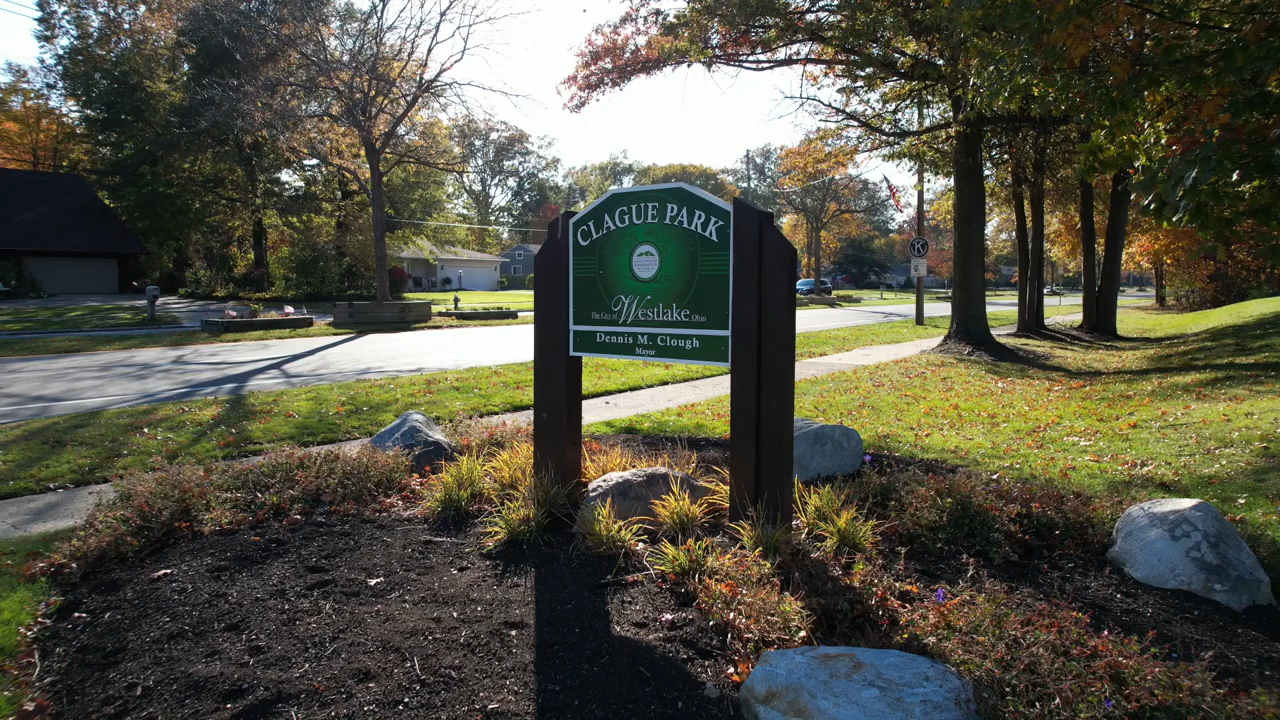 CLAGUE PARK
The City of Westlake Ohio
Dennis M. Clough
Mayor
K